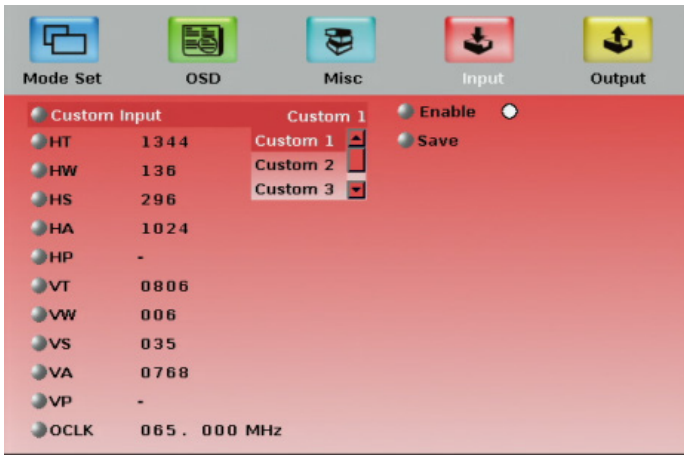 Mode Set OSD Misc Input Output
Custom Input Custom 1 Enable
HT 1344 Custom 1 Save
HW 136 Custom 2
HS 296 Custom 3
HA 1024
HP -
VT 0806
VW 006
VS 035
VA 0768
VP -
OCLK 065. 000 MHz